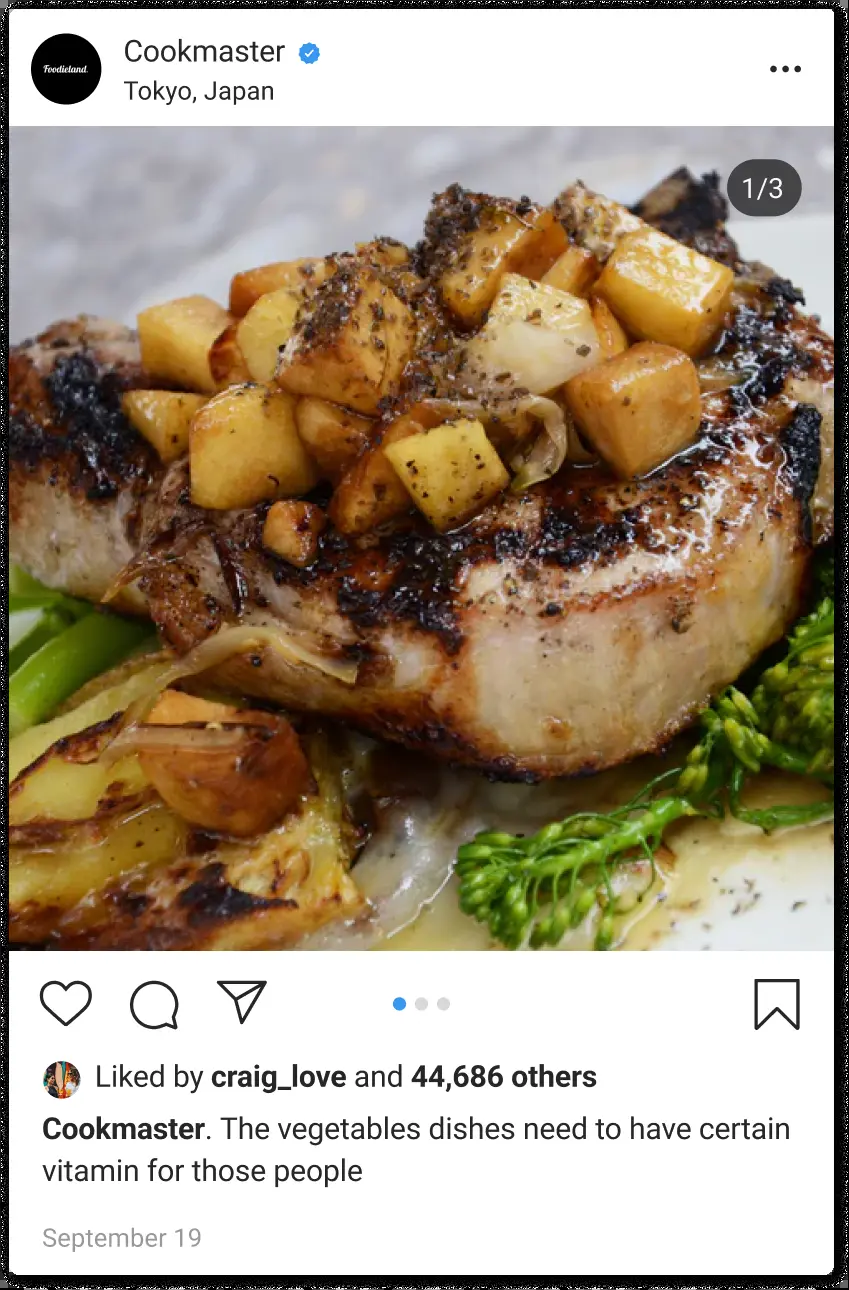 Foodieland.
Cookmaster
Tokyo, Japan
1/3
Liked by craig_love and 44,686 others
Cookmaster. The vegetables dishes need to have certain
vitamin for those people
September 19